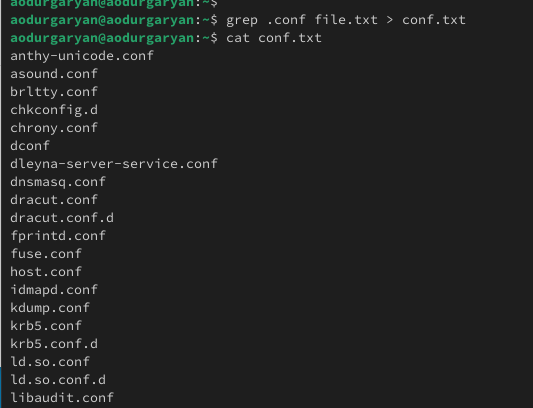 aodurgaryan@aodurgaryan:~$
aodurgaryan@aodurgaryan:~$ grep .conf file.txt > conf.txt
aodurgaryan@aodurgaryan:~$ cat conf.txt
anthy-unicode.conf
asound.conf
brltty.conf
chkconfig.d
chrony.conf
dconf
dleyna-server-service.conf
dnsmasq.conf
dracut.conf
dracut.conf.d
fprintd.conf
fuse.conf
host.conf
idmapd.conf
kdump.conf
krb5.conf
krb5.conf.d
ld.so.conf
ld.so.conf.d
libaudit.conf